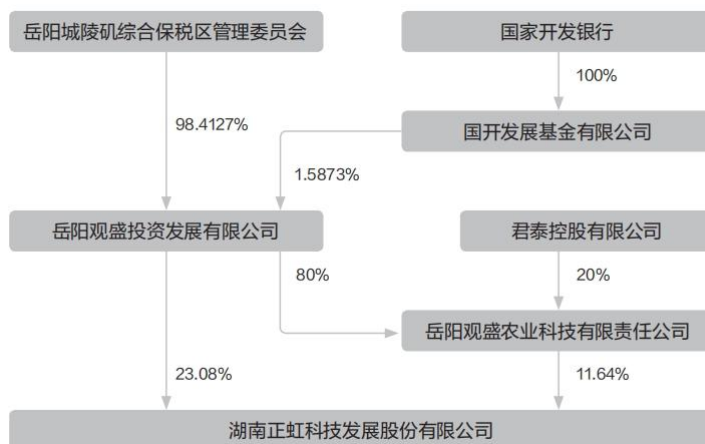 岳阳城陵矶综合保税区管理委员会
国家开发银行
100%
国开发展基金有限公司
98.4127%
1.5873%
岳阳观盛投资发展有限公司
君泰控股有限公司
80%
20%
岳阳观盛农业科技有限责任公司
23.08%
11.64%
湖南正虹科技发展股份有限公司